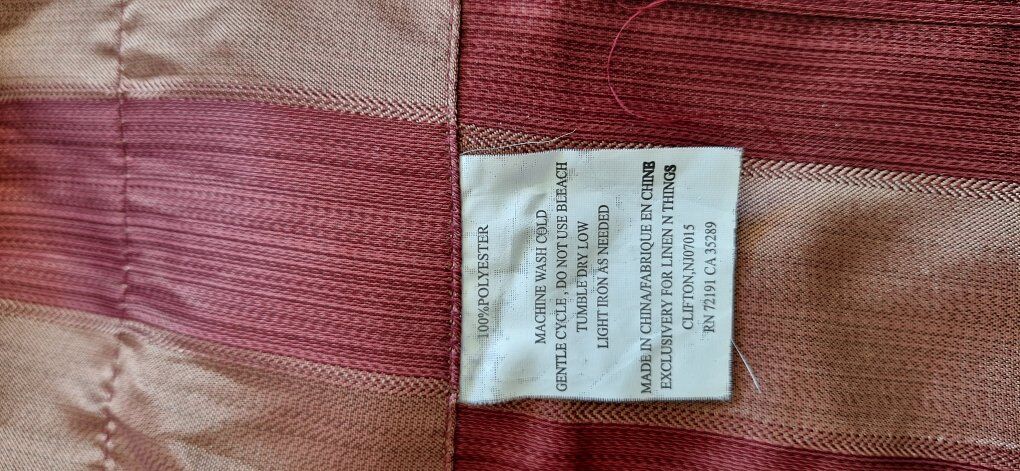 100%POLYESTER
MACHINE WASH COLD
GENTLE CYCLE , DO NOT USE BLEEACH
TUMBLE DRY LOW
LIGHT IRON AS NEEDED
MADE IN CHINA/FABRIQUE EN CHINE
EXCLUSIVERY FOR LINEN N THINGS
CLIFTON,NJ07015
RN 72191 CA 35289